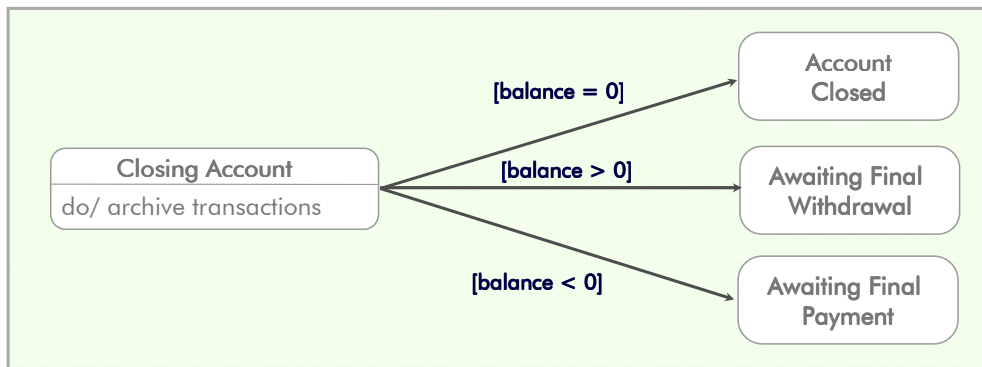 Closing Account
do/ archive transactions
[balance = 0]
[balance > 0]
[balance < 0]
Account
Closed
Awaiting Final
Withdrawal
Awaiting Final
Payment